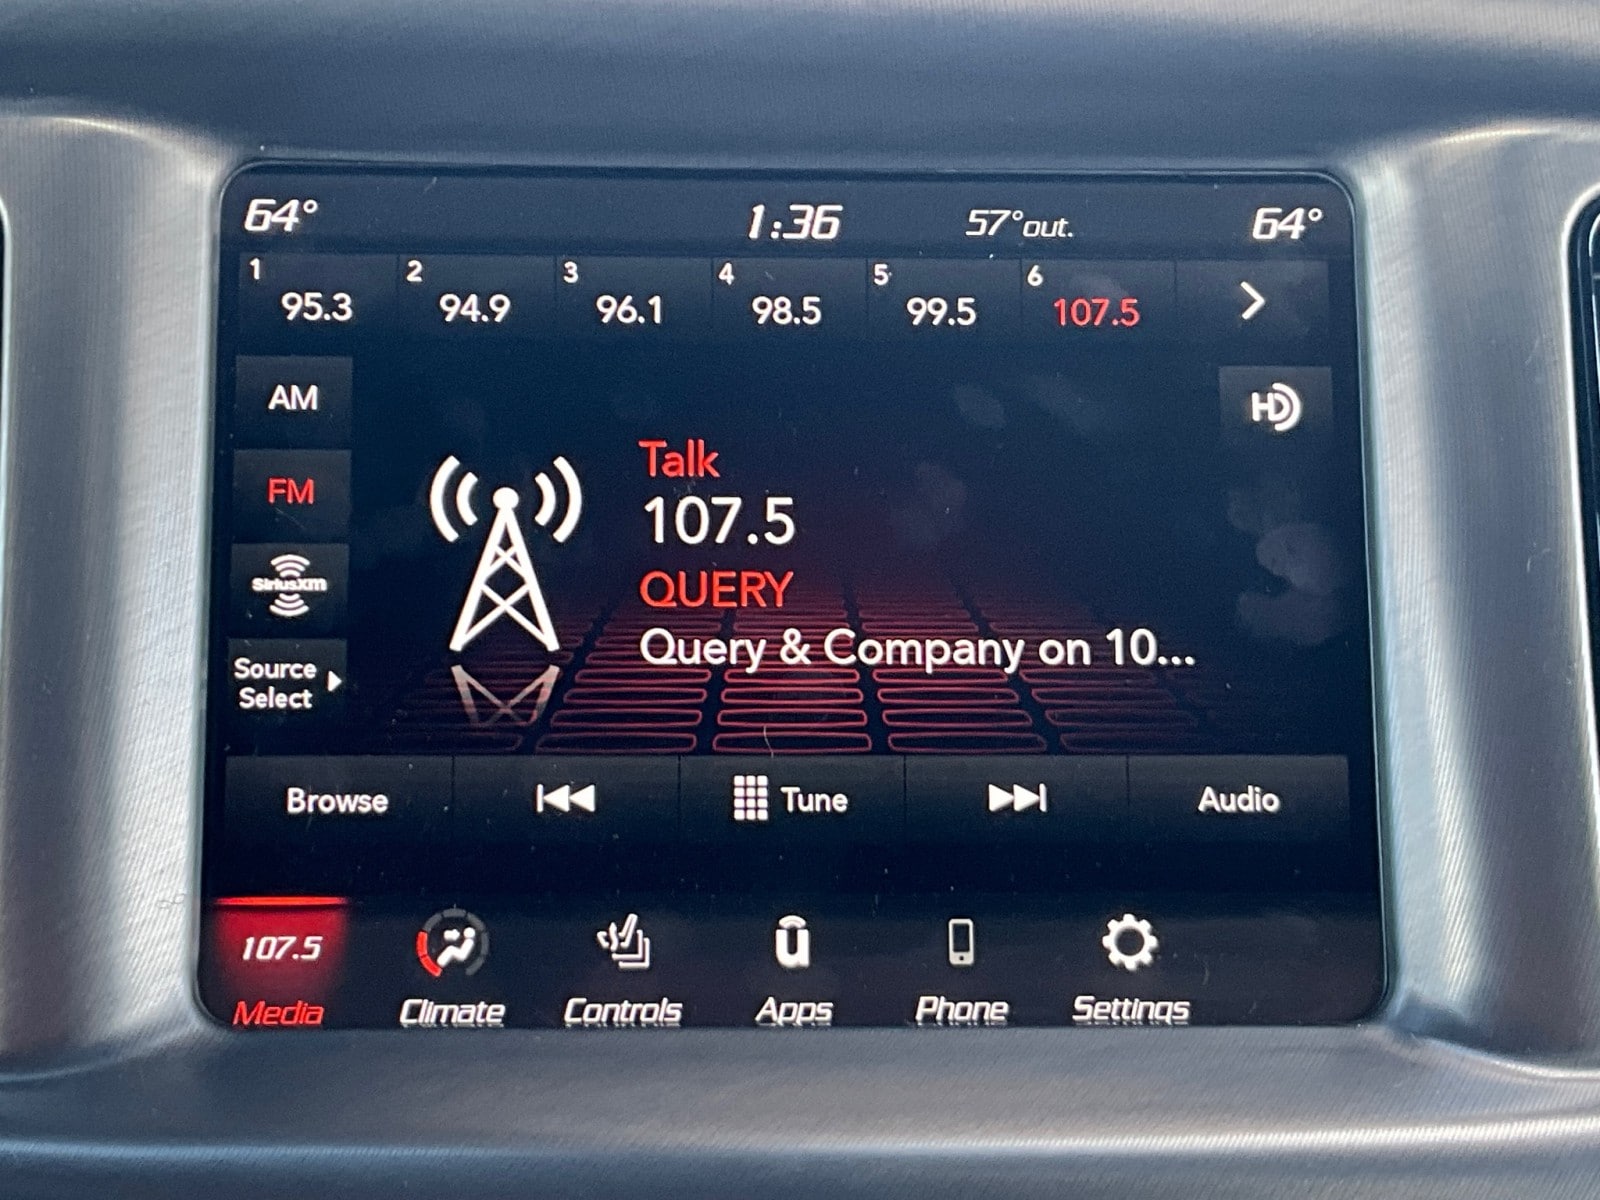 64° 1:36 57°out. 64°
1 2 3 4 5 6
95.3 94.9 96.1 98.5 99.5 107.5
AM
HD
FM
SiriusXM
Source
Select
Talk
107.5
QUERY
Query & Company on 10...
Browse Tune Audio
107.5 u
Media Climate Controls Apps Phone Settings